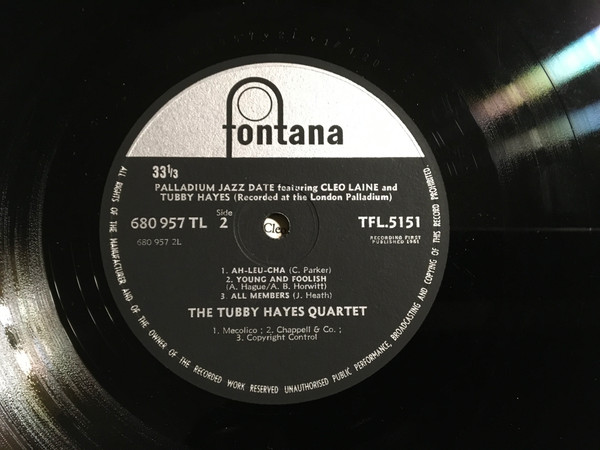 fontana
33 1/3
PALLADIUM JAZZ DATE featuring CLEO LAINE and
TUBBY HAYES (Recorded at the London Palladium)
680 957 TL
Side
2
TFL.5151
680 957 2L
Cleo
RECORDING FIRST
PUBLISHED 1961
1. AH-LEU-CHA (C. Parker)
2. YOUNG AND FOOLISH
(A. Hague/A. B. Horwitt)
3. ALL MEMBERS (J. Heath)
THE TUBBY HAYES QUARTET
1. Mecolico ; 2. Chappell & Co. ;
3. Copyright Control
ALL RIGHTS OF THE MANUFACTURER AND OF THE OWNER OF THE RECORDED WORK RESERVED UNAUTHORISED PUBLIC PERFORMANCE, BROADCASTING AND COPYING OF THIS RECORD PROHIBITED.